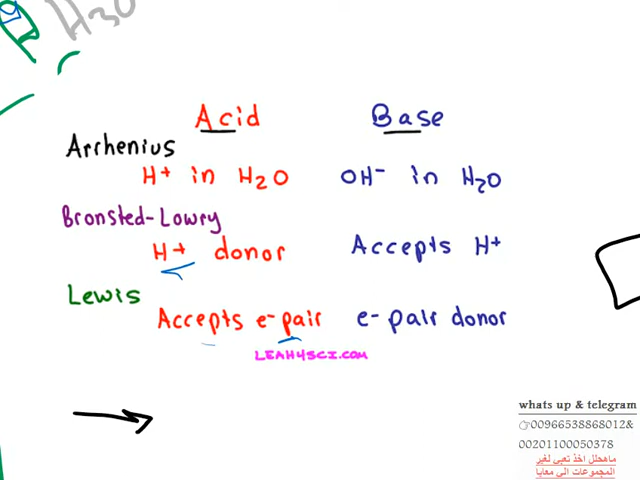 H30
Acid Base
Arrhenius
H+ in H2O OH- in H2O
Bronsted-Lowry
H+ donor Accepts H+
Lewis
Accepts e- pair e- pair donor
LEAH4SCI.COM
whats up & telegram
👉00966538868012&
00201100050378
ماهحلل اخذ تعبى لغير
المجموعات الى معايا